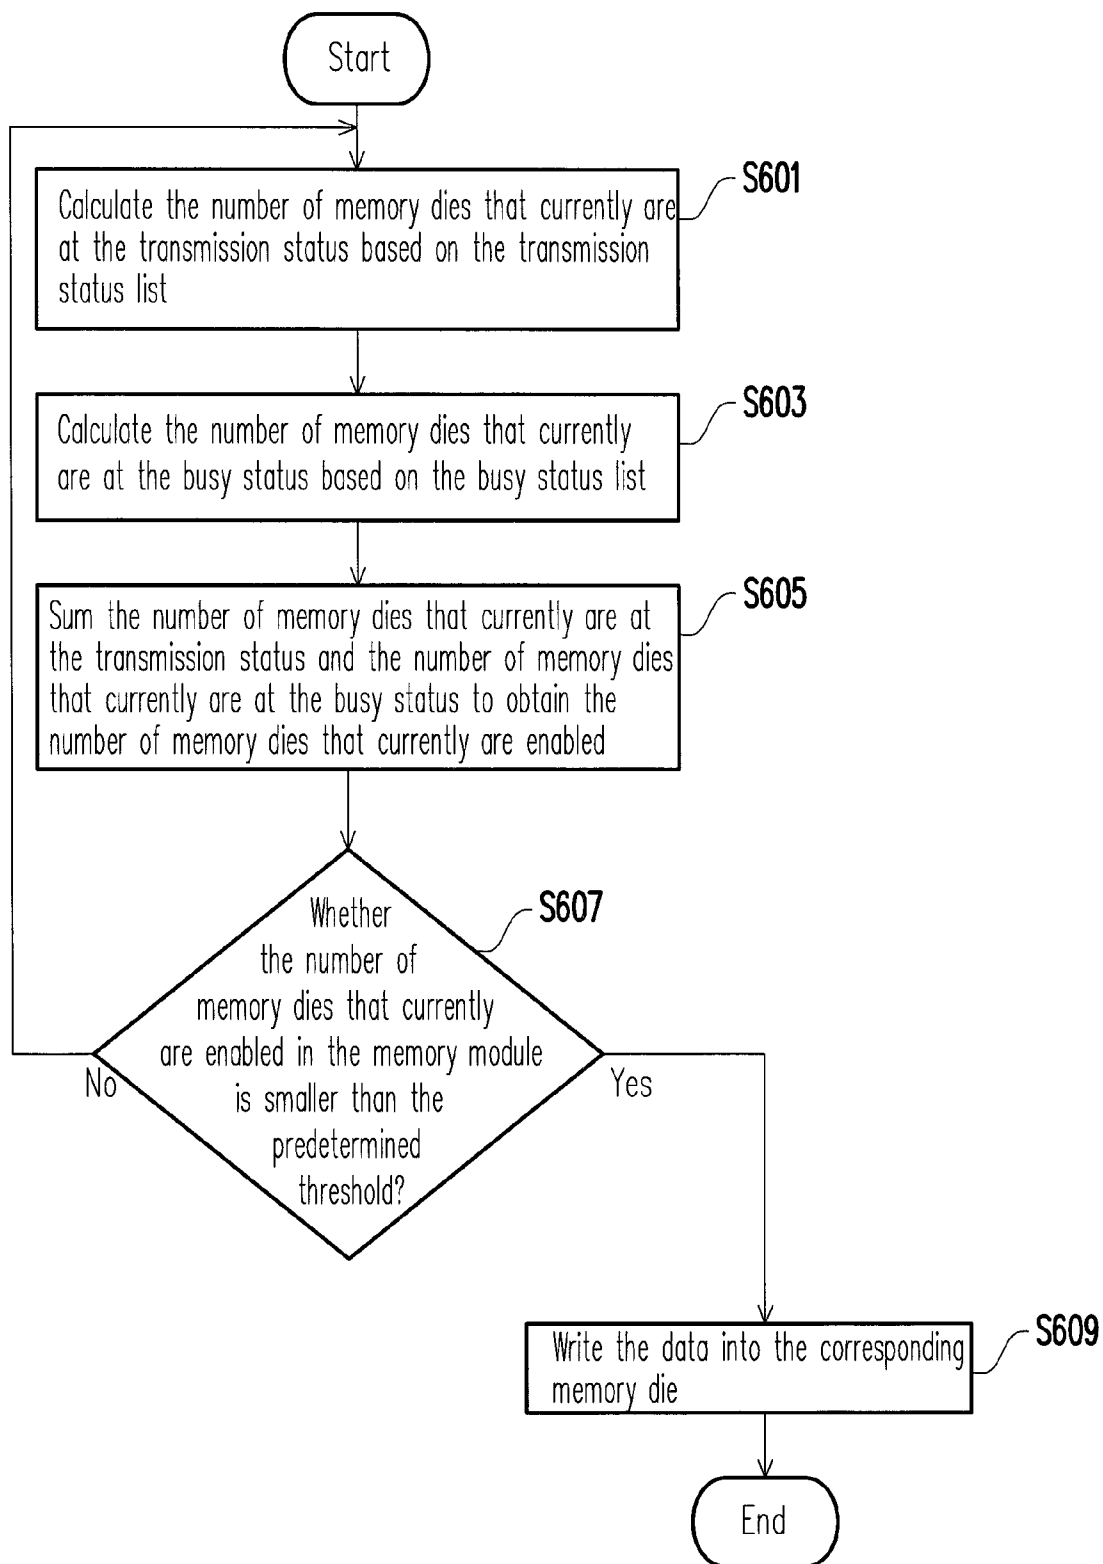 Start
S601
Calculate the number of memory dies that currently are
at the transmission status based on the transmission
status list
S603
Calculate the number of memory dies that currently
are at the busy status based on the busy status list
S605
Sum the number of memory dies that currently are at
the transmission status and the number of memory dies
that currently are at the busy status to obtain the
number of memory dies that currently are enabled
S607
Whether
the number of
memory dies that currently
are enabled in the memory module
is smaller than the
predetermined
threshold?
No
Yes
S609
Write the data into the corresponding
memory die
End